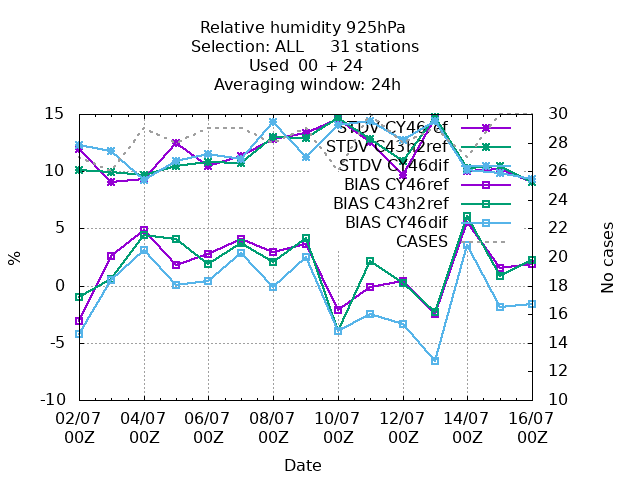 Relative humidity 925hPa
Selection: ALL 31 stations
Used 00 + 24
Averaging window: 24h
15
10
5
0
-5
-10
%
30
28
26
24
22
20
18
16
14
12
10
No cases
STDV CY46ref
STDV C43h2ref
STDV CY46dif
BIAS CY46ref
BIAS C43h2ref
BIAS CY46dif
CASES
02/07 04/07 06/07 08/07 10/07 12/07 14/07 16/07
00Z 00Z 00Z 00Z 00Z 00Z 00Z 00Z
Date